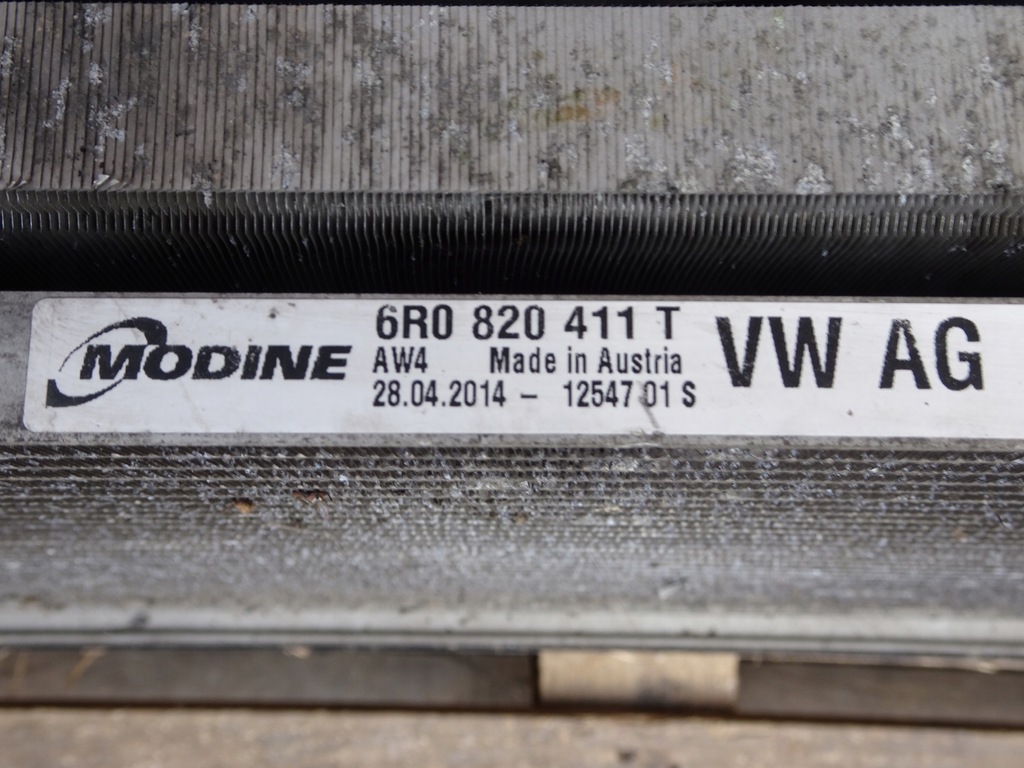 MODINE
6R0 820 411 T
AW4 Made in Austria
28.04.2014 - 12547 01 S
VW AG